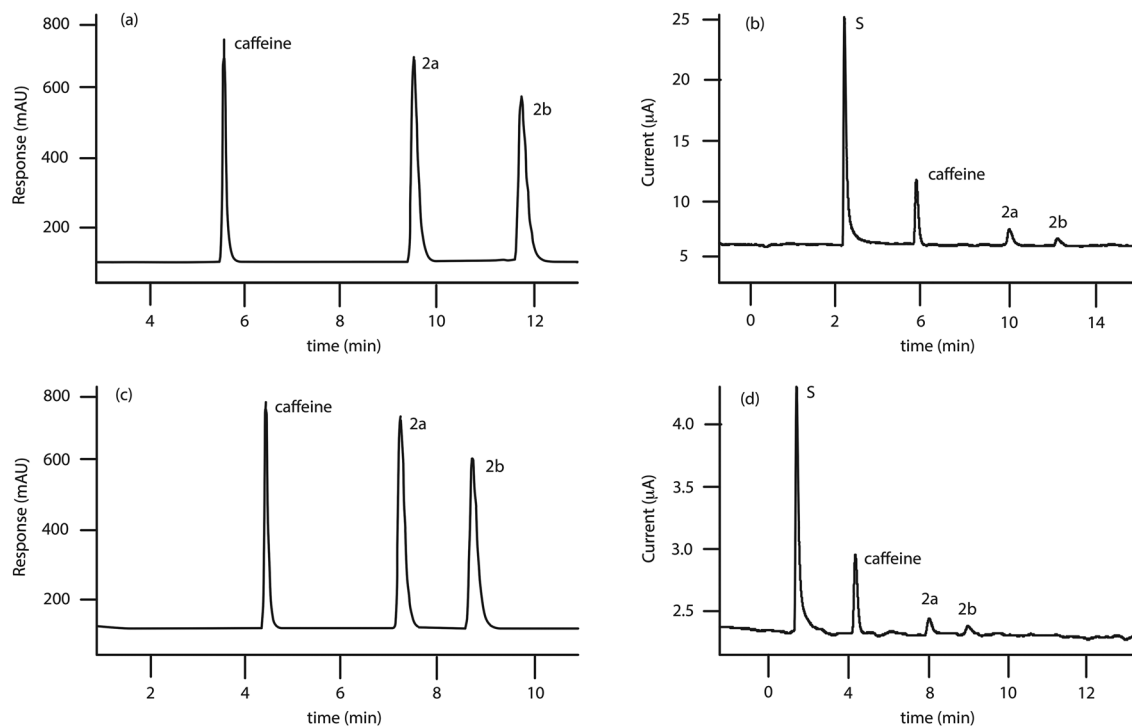 (a)
800
600
400
200
Response (mAU)
caffeine
2a
2b
4 6 8 10 12
time (min)
(b)
25
20
15
10
5
Current (μA)
S
caffeine
2a
2b
0 2 6 10 14
time (min)
(c)
800
600
400
200
Response (mAU)
caffeine
2a
2b
2 4 6 8 10
time (min)
(d)
4.0
3.5
3.0
2.5
Current (μA)
S
caffeine
2a
2b
0 4 8 10 12
time (min)